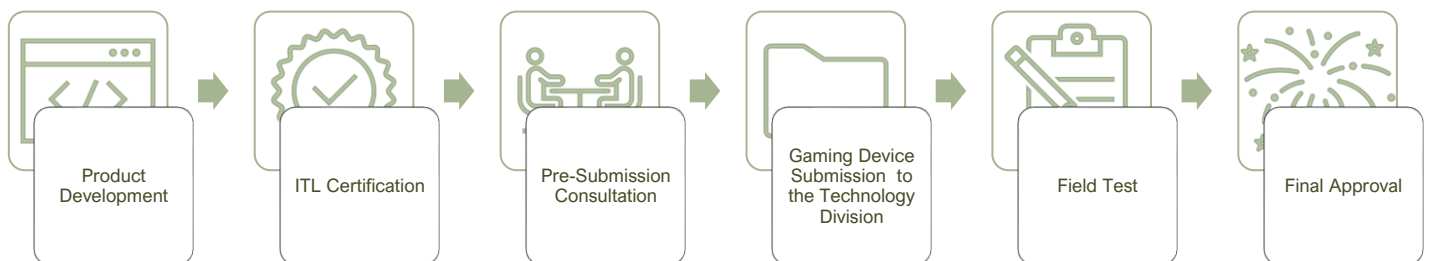 Product
Development
ITL Certification
Pre-Submission
Consultation
Gaming Device
Submission to
the Technology
Division
Field Test
Final Approval